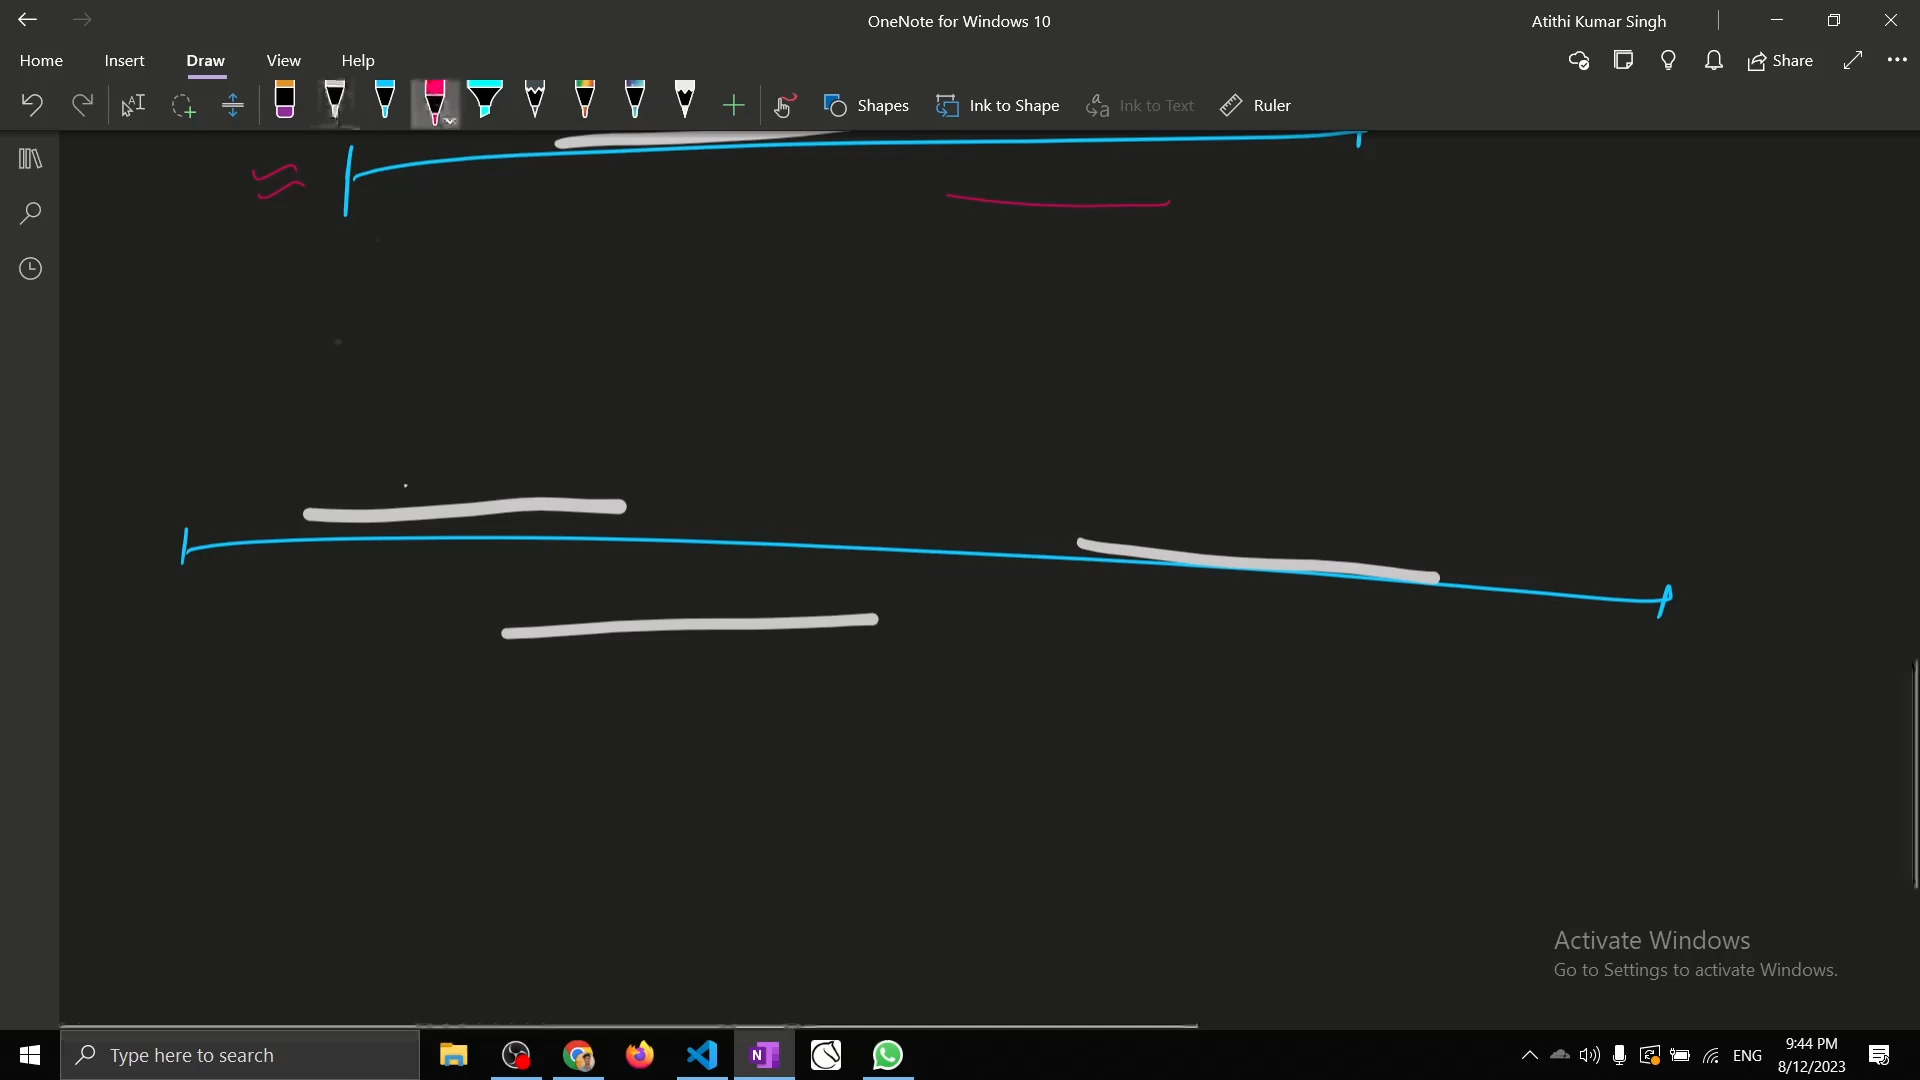 OneNote for Windows 10
Atithi Kumar Singh
Home Insert Draw View Help
Share
Shapes Ink to Shape Ink to Text Ruler
Activate Windows
Go to Settings to activate Windows.
Type here to search
ENG
9:44 PM
8/12/2023